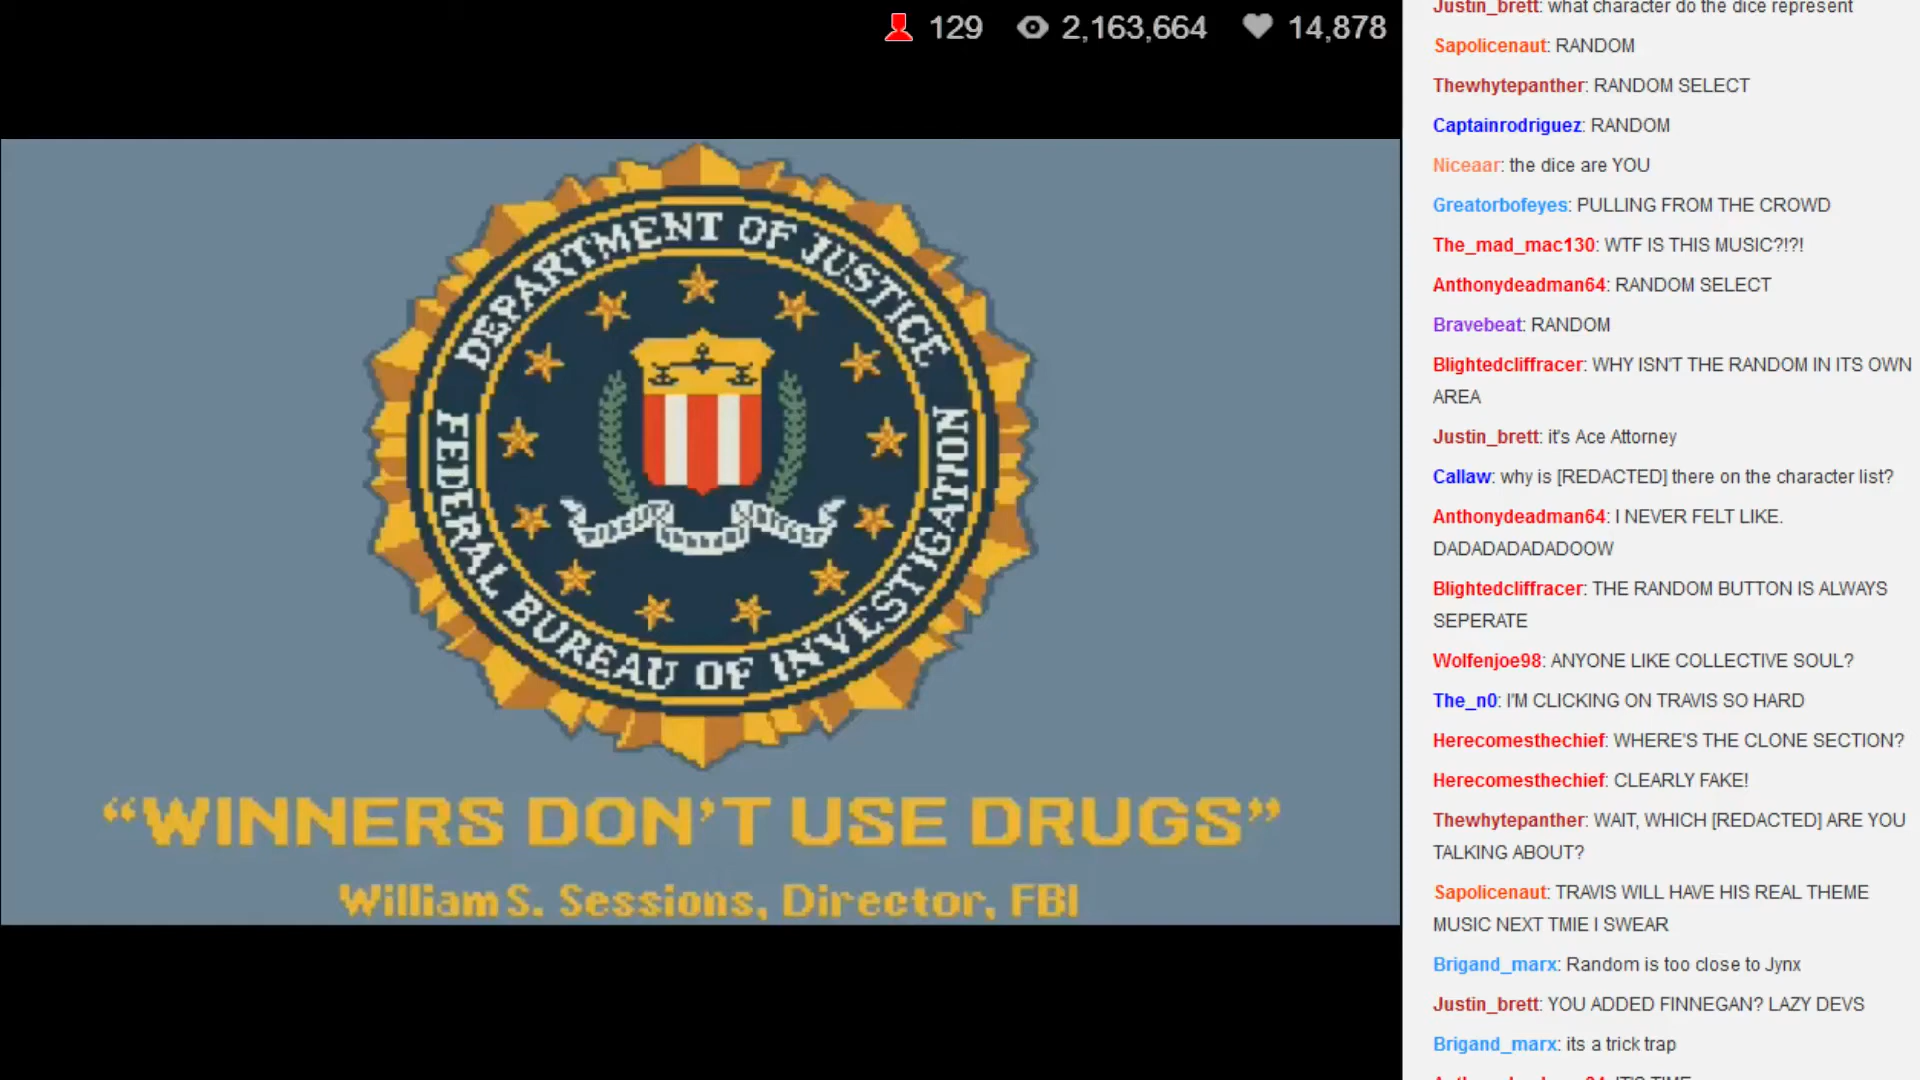 129 2,163,664 14,878
DEPARTMENT OF JUSTICE
FEDERAL BUREAU OF INVESTIGATION
“WINNERS DON’T USE DRUGS”
William S. Sessions, Director, FBI
Justin_brett: what character do the dice represent
Sapolicenaut: RANDOM
Thewhytepanther: RANDOM SELECT
Captainrodriguez: RANDOM
Niceaar: the dice are YOU
Greatorbofeyes: PULLING FROM THE CROWD
The_mad_mac130: WTF IS THIS MUSIC?!?!
Anthonydeadman64: RANDOM SELECT
Bravebeat: RANDOM
Blightedcliffracer: WHY ISN'T THE RANDOM IN ITS OWN
AREA
Justin_brett: it's Ace Attorney
Callaw: why is [REDACTED] there on the character list?
Anthonydeadman64: I NEVER FELT LIKE.
DADADADADADOOW
Blightedcliffracer: THE RANDOM BUTTON IS ALWAYS
SEPERATE
Wolfenjoe98: ANYONE LIKE COLLECTIVE SOUL?
The_n0: I'M CLICKING ON TRAVIS SO HARD
Herecomesthechief: WHERE'S THE CLONE SECTION?
Herecomesthechief: CLEARLY FAKE!
Thewhytepanther: WAIT, WHICH [REDACTED] ARE YOU
TALKING ABOUT?
Sapolicenaut: TRAVIS WILL HAVE HIS REAL THEME
MUSIC NEXT TMIE I SWEAR
Brigand_marx: Random is too close to Jynx
Justin_brett: YOU ADDED FINNEGAN? LAZY DEVS
Brigand_marx: its a trick trap